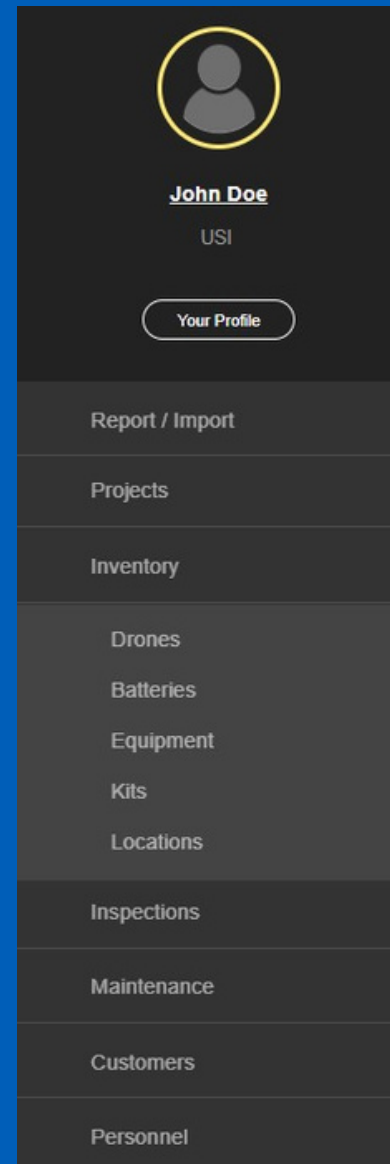 John Doe
USI
Your Profile
Report / Import
Projects
Inventory
Drones
Batteries
Equipment
Kits
Locations
Inspections
Maintenance
Customers
Personnel